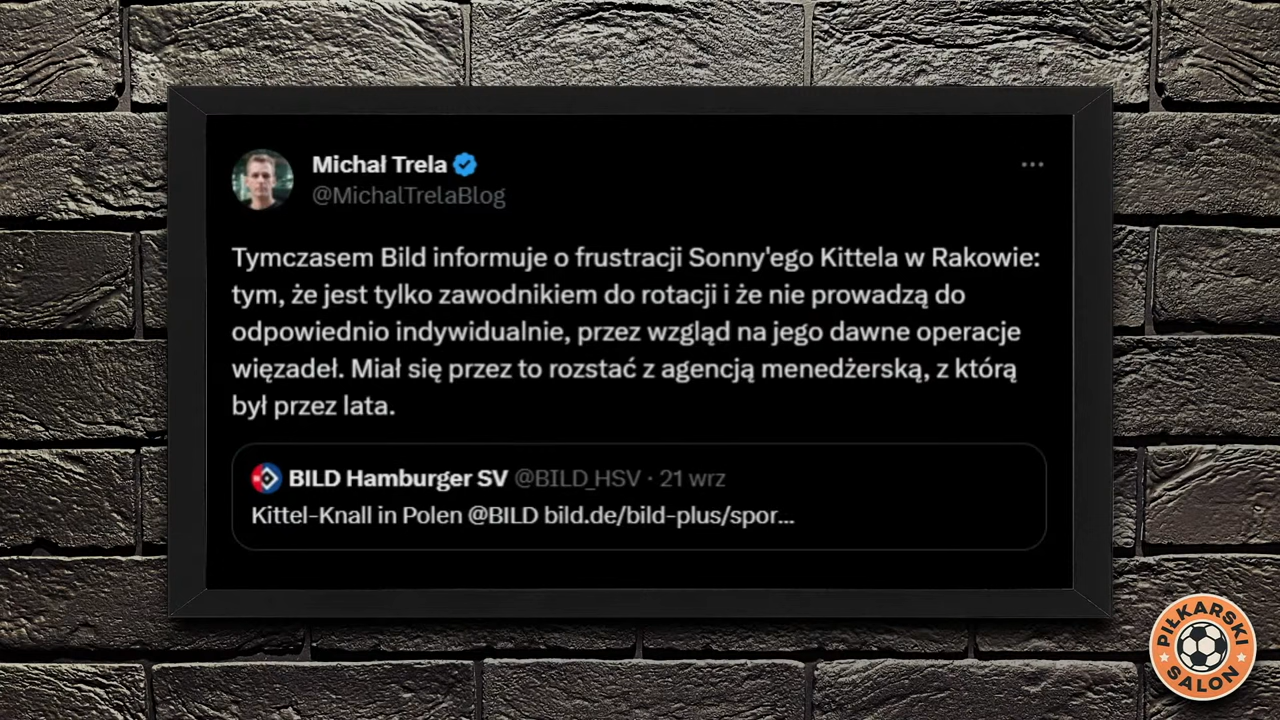 Michał Trela
@MichalTrelaBlog
Tymczasem Bild informuje o frustracji Sonny'ego Kittela w Rakowie:
tym, że jest tylko zawodnikiem do rotacji i że nie prowadzą do
odpowiednio indywidualnie, przez wzgląd na jego dawne operacje
więzadeł. Miał się przez to rozstać z agencją menedżerską, z którą
był przez lata.
BILD Hamburger SV @BILD_HSV · 21 wrz
Kittel-Knall in Polen @BILD bild.de/bild-plus/spor...
PIŁKARSKI
SALON